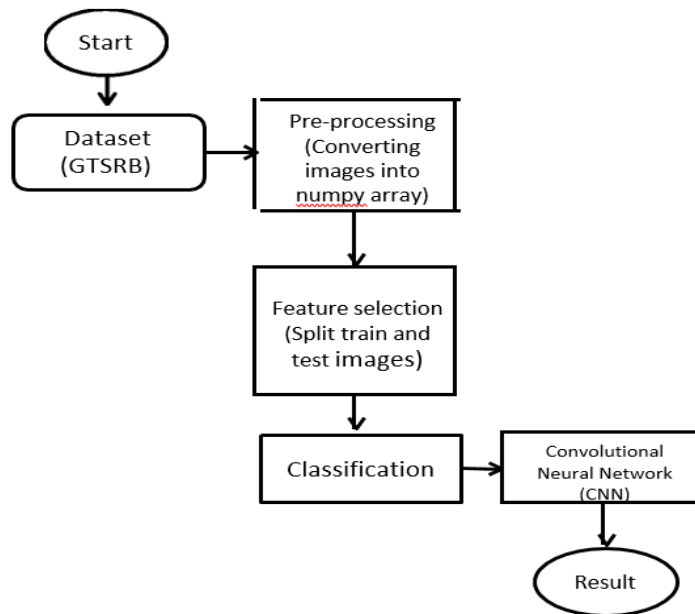 Start
Dataset
(GTSRB)
Pre-processing
(Converting
images into
numpy array)
Feature selection
(Split train and
test images)
Classification
Convolutional
Neural Network
(CNN)
Result